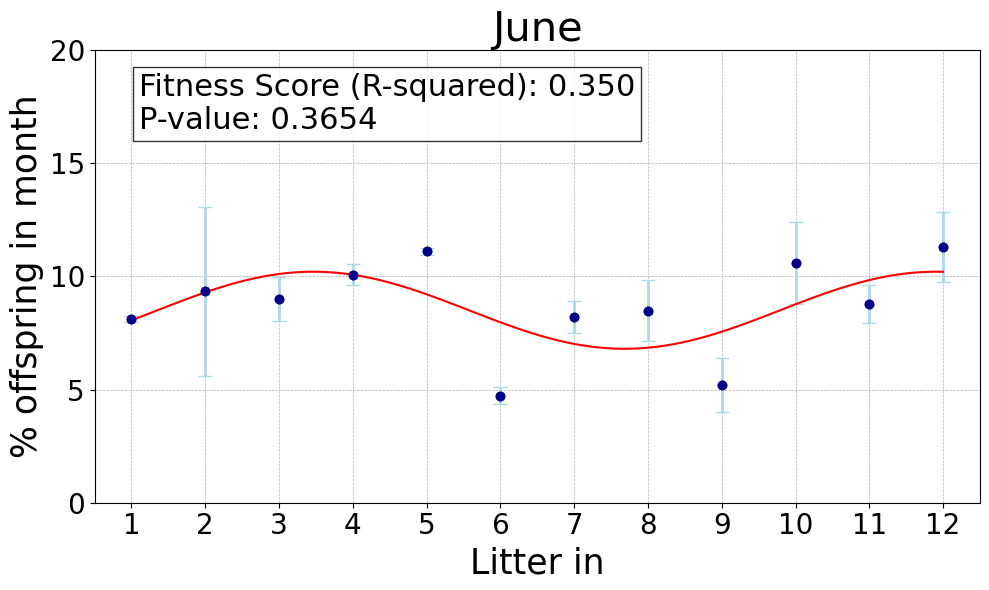 June
Fitness Score (R-squared): 0.350
P-value: 0.3654
% offspring in month
20
15
10
5
0
1 2 3 4 5 6 7 8 9 10 11 12
Litter in